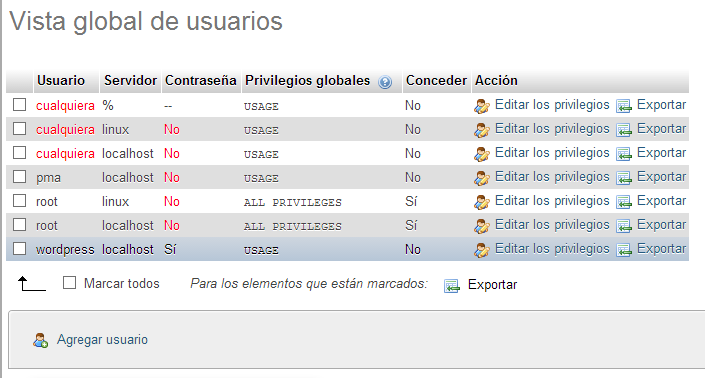 Vista global de usuarios
Usuario Servidor Contraseña Privilegios globales Conceder Acción
cualquiera % -- USAGE No Editar los privilegios Exportar
cualquiera linux No USAGE No Editar los privilegios Exportar
cualquiera localhost No USAGE No Editar los privilegios Exportar
pma localhost No USAGE No Editar los privilegios Exportar
root linux No ALL PRIVILEGES Sí Editar los privilegios Exportar
root localhost No ALL PRIVILEGES Sí Editar los privilegios Exportar
wordpress localhost Sí USAGE No Editar los privilegios Exportar
Marcar todos Para los elementos que están marcados: Exportar
Agregar usuario